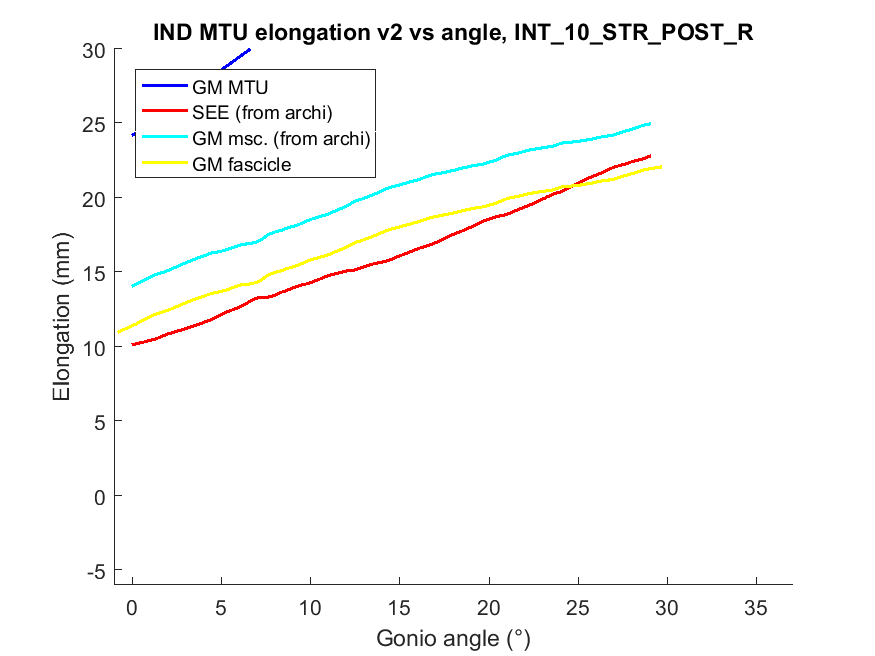 IND MTU elongation v2 vs angle, INT_10_STR_POST_R
30
25
20
15
10
5
0
-5
Elongation (mm)
GM MTU
SEE (from archi)
GM msc. (from archi)
GM fascicle
0 5 10 15 20 25 30 35
Gonio angle (°)